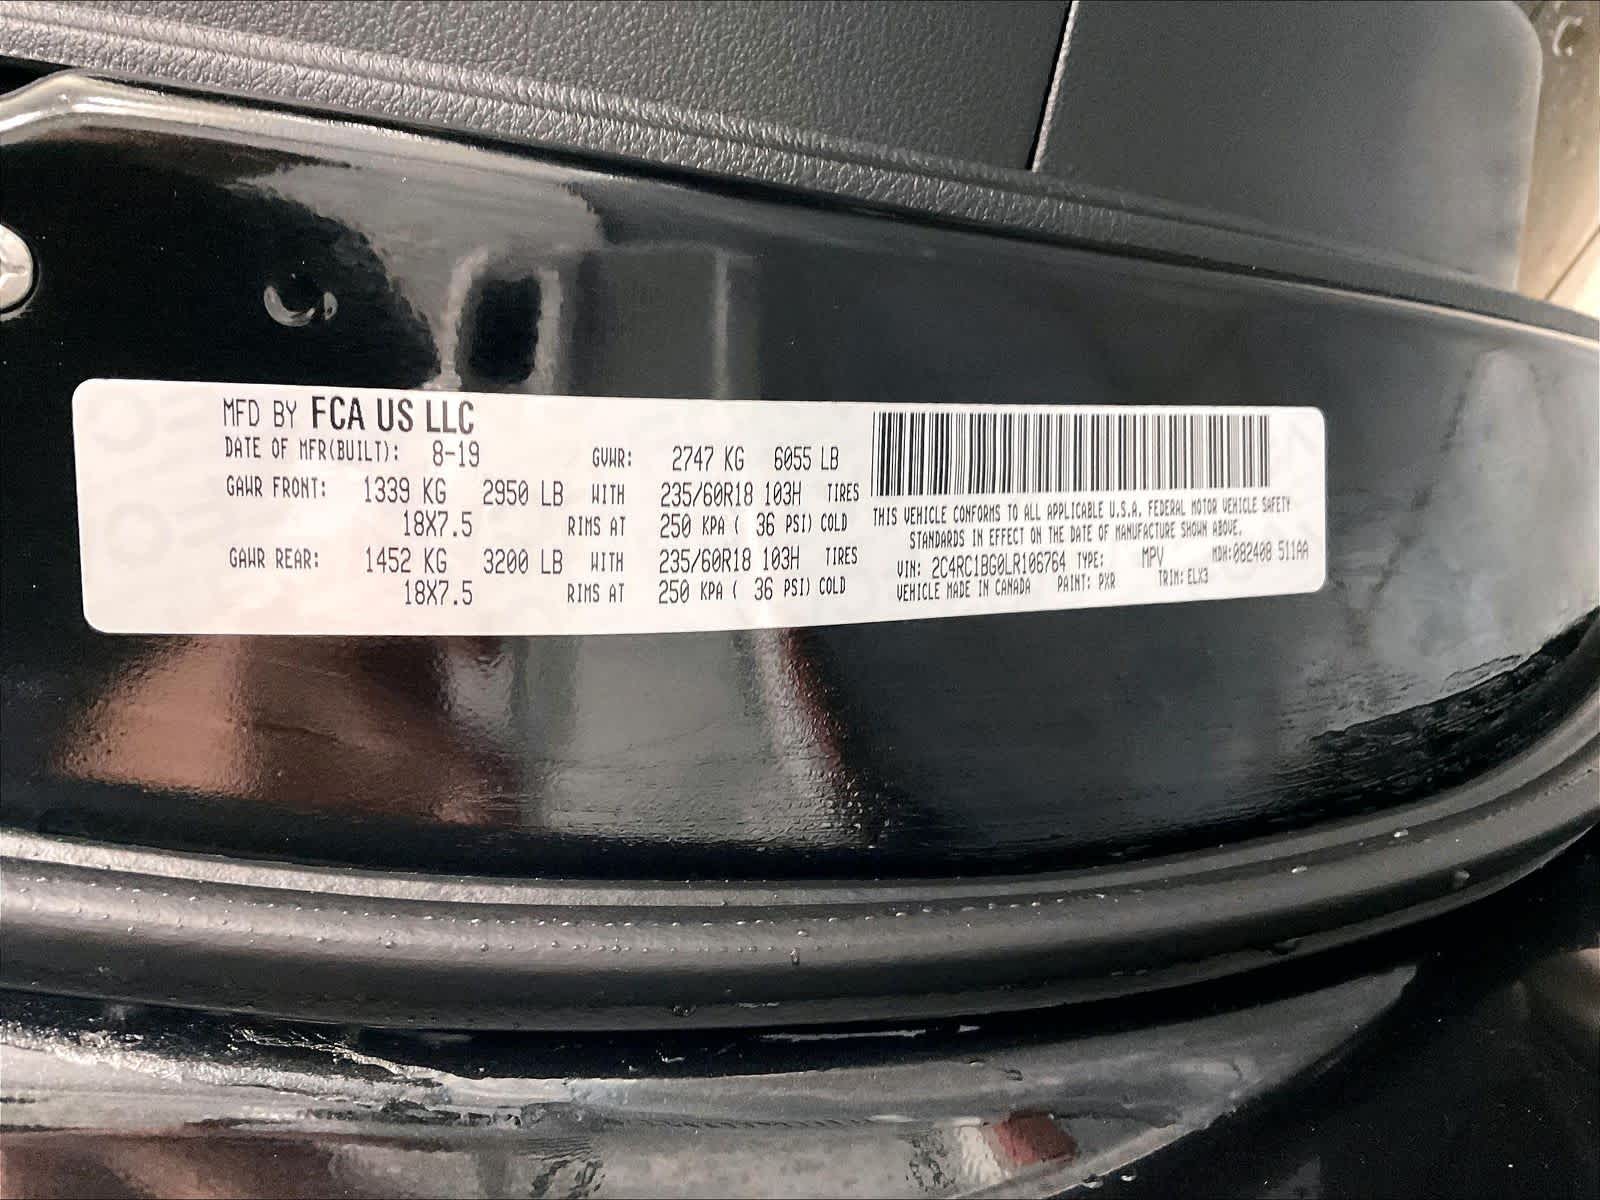 MFD BY FCA US LLC
DATE OF MFR(BUILT): 8-19 GVWR: 2747 KG 6055 LB
GAWR FRONT: 1339 KG 2950 LB WITH 235/60R18 103H TIRES
18X7.5 RIMS AT 250 KPA ( 36 PSI) COLD
GAWR REAR: 1452 KG 3200 LB WITH 235/60R18 103H TIRES
18X7.5 RIMS AT 250 KPA ( 36 PSI) COLD
THIS VEHICLE CONFORMS TO ALL APPLICABLE U.S.A. FEDERAL MOTOR VEHICLE SAFETY
STANDARDS IN EFFECT ON THE DATE OF MANUFACTURE SHOWN ABOVE.
VIN: 2C4RC1BG0LR106764 TYPE: MPV MDH:082408 511AA
VEHICLE MADE IN CANADA PAINT: PXR TRIM:ELX3